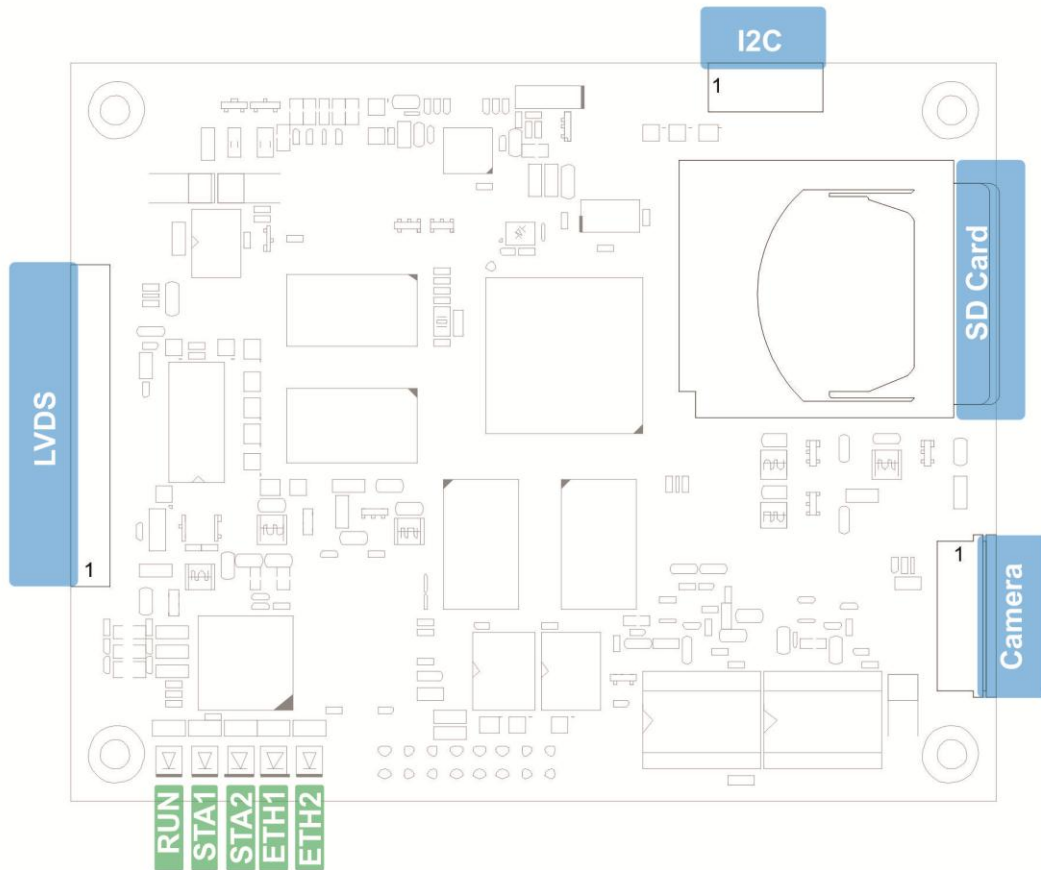 I2C
1
SD Card
LVDS
1
1
Camera
RUN
STA1
STA2
ETH1
ETH2